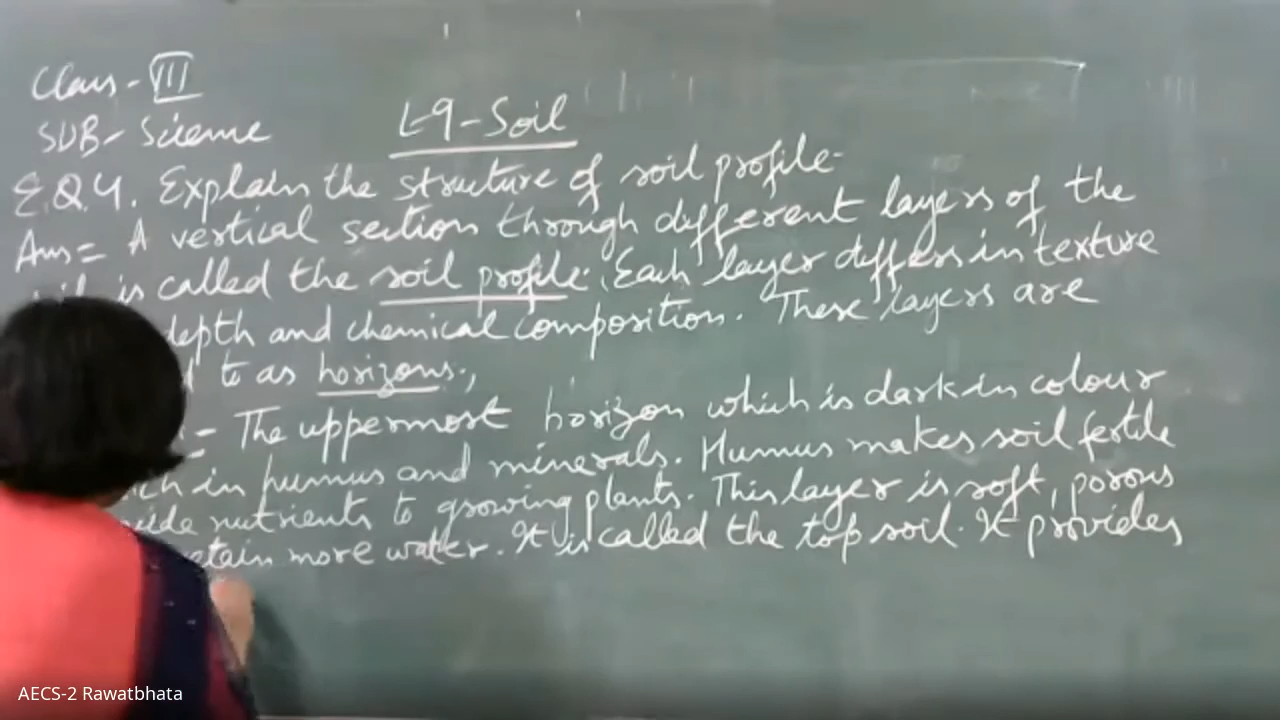 Class - VII
SUB - Science
L-9 - Soil
E.Q.4. Explain the structure of soil profile.
Ans = A vertical section through different layers of the
is called the soil profile. Each layer differs in texture
depth and chemical composition. These layers are
to as horizons.,
- The uppermost horizon which is dark in colour
in humus and minerals. Humus makes soil fertile
nutrients to growing plants. This layer is soft, porous
more water. It is called the top soil. It provides
AECS-2 Rawatbhata